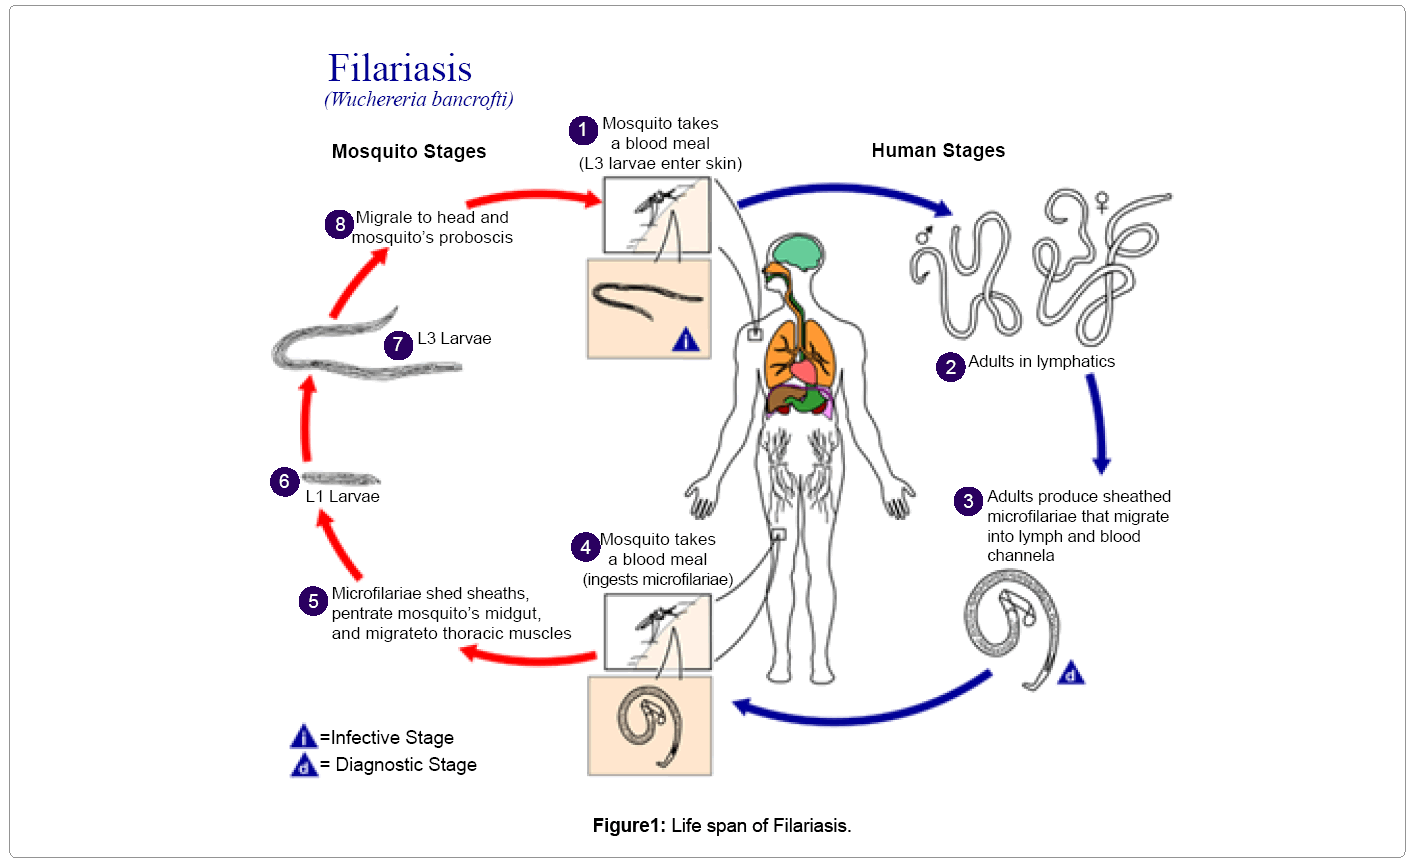 Filariasis
(Wuchereria bancrofti)
Mosquito Stages
Human Stages
1 Mosquito takes
a blood meal
(L3 larvae enter skin)
i
♂
♀
2 Adults in lymphatics
3 Adults produce sheathed
microfilariae that migrate
into lymph and blood
channela
d
4 Mosquito takes
a blood meal
(ingests microfilariae)
5 Microfilariae shed sheaths,
pentrate mosquito's midgut,
and migrateto thoracic muscles
6
L1 Larvae
7 L3 Larvae
8 Migrale to head and
mosquito's proboscis
i =Infective Stage
d = Diagnostic Stage
Figure1: Life span of Filariasis.